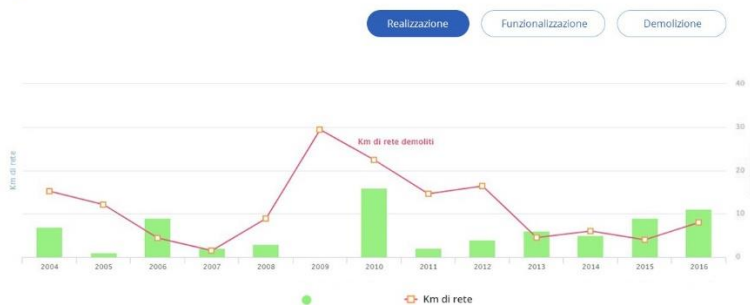 Realizzazione Funzionalizzazione Demolizione
40
30
20
10
0
Km di rete
Km di rete demoliti
2004 2005 2006 2007 2008 2009 2010 2011 2012 2013 2014 2015 2016
Km di rete